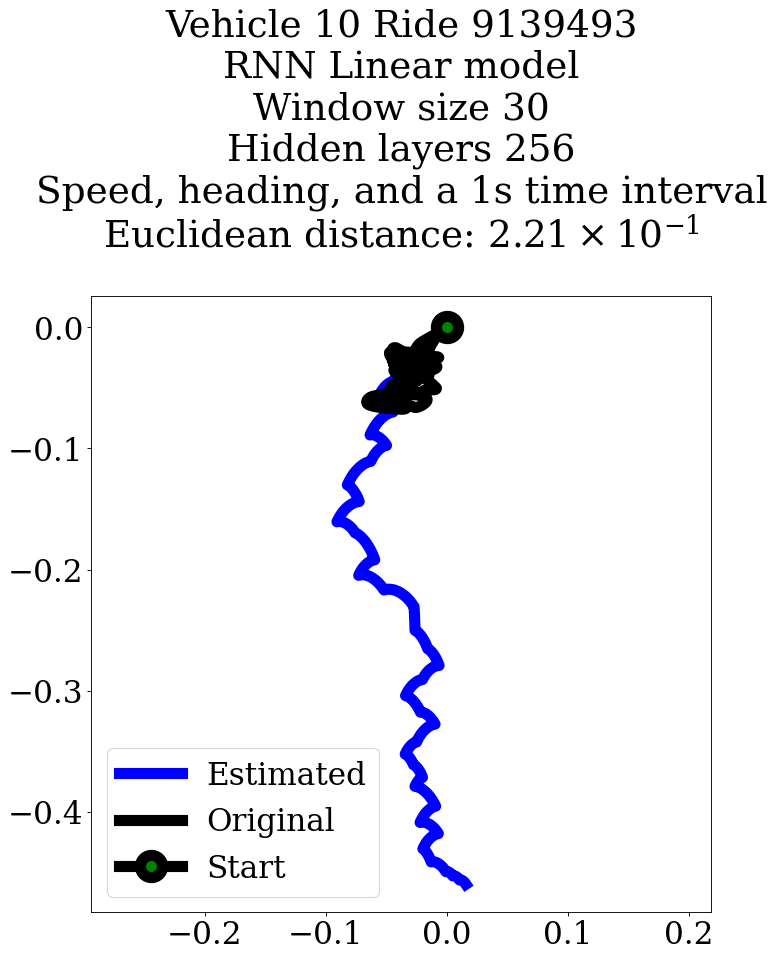 Vehicle 10 Ride 9139493
RNN Linear model
Window size 30
Hidden layers 256
Speed, heading, and a 1s time interval
Euclidean distance: 2.21 × 10⁻¹
0.0
−0.1
−0.2
−0.3
−0.4
Estimated
Original
Start
−0.2 −0.1 0.0 0.1 0.2